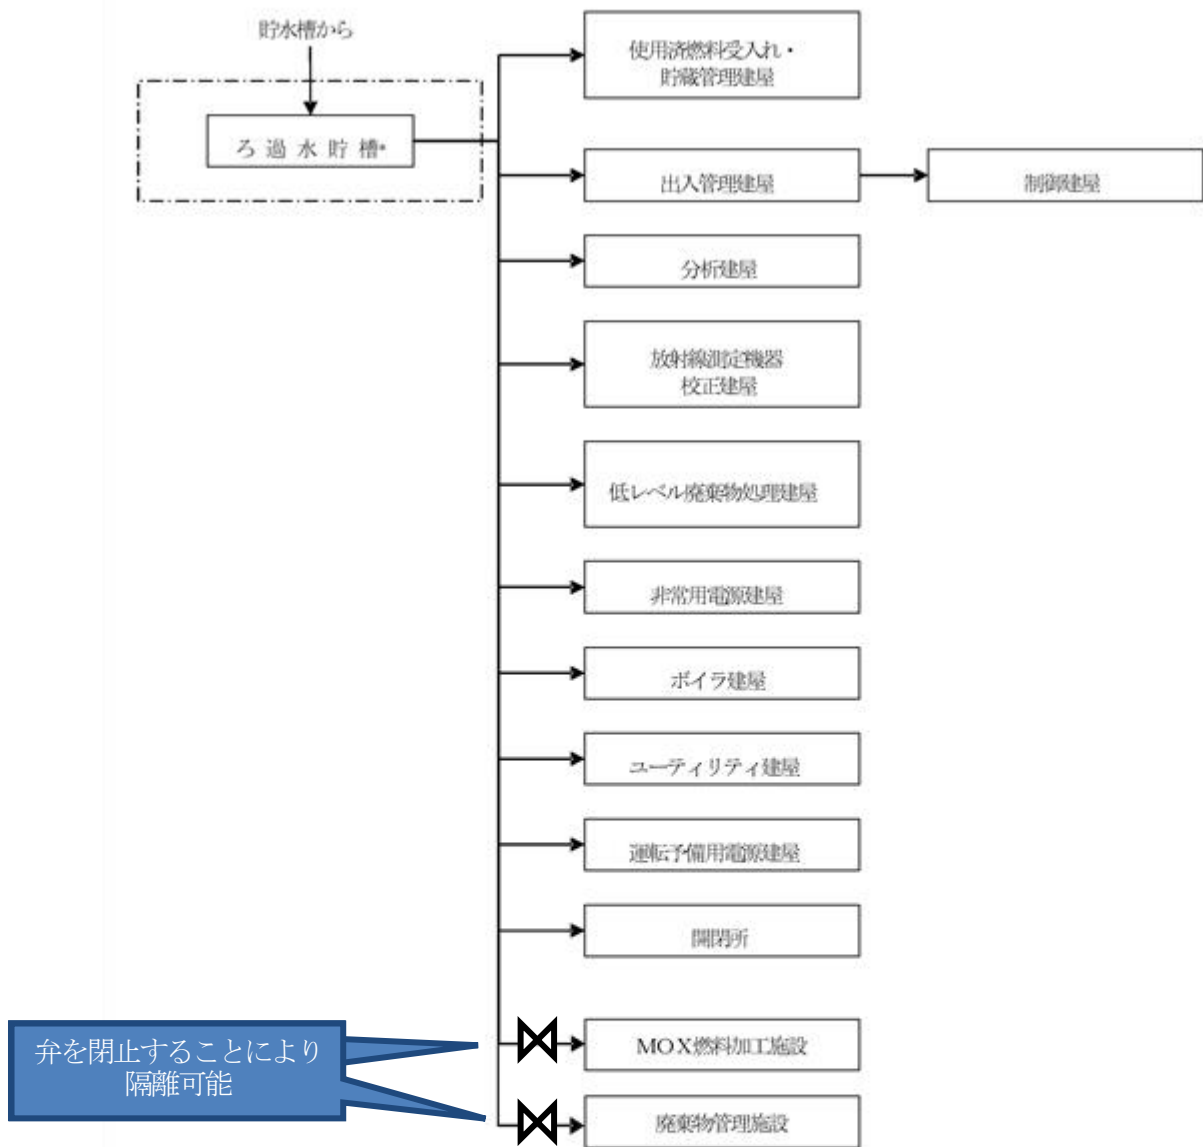 貯水槽から
ろ過水貯槽*
使用済燃料受入れ・
貯蔵管理建屋
出入管理建屋
制御建屋
分析建屋
放射線測定機器
校正建屋
低レベル廃棄物処理建屋
非常用電源建屋
ボイラ建屋
ユーティリティ建屋
運転予備用電源建屋
開閉所
MOX燃料加工施設
廃棄物管理施設
弁を閉止することにより
隔離可能